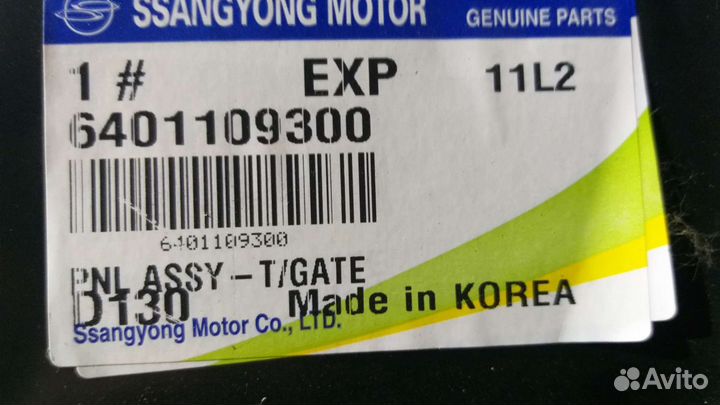 SSANGYONG MOTOR GENUINE PARTS
1 # EXP 11L2
6401109300
6401109300
PNL ASSY - T/GATE
D130 Made in KOREA
Ssangyong Motor Co., LTD.
Avito